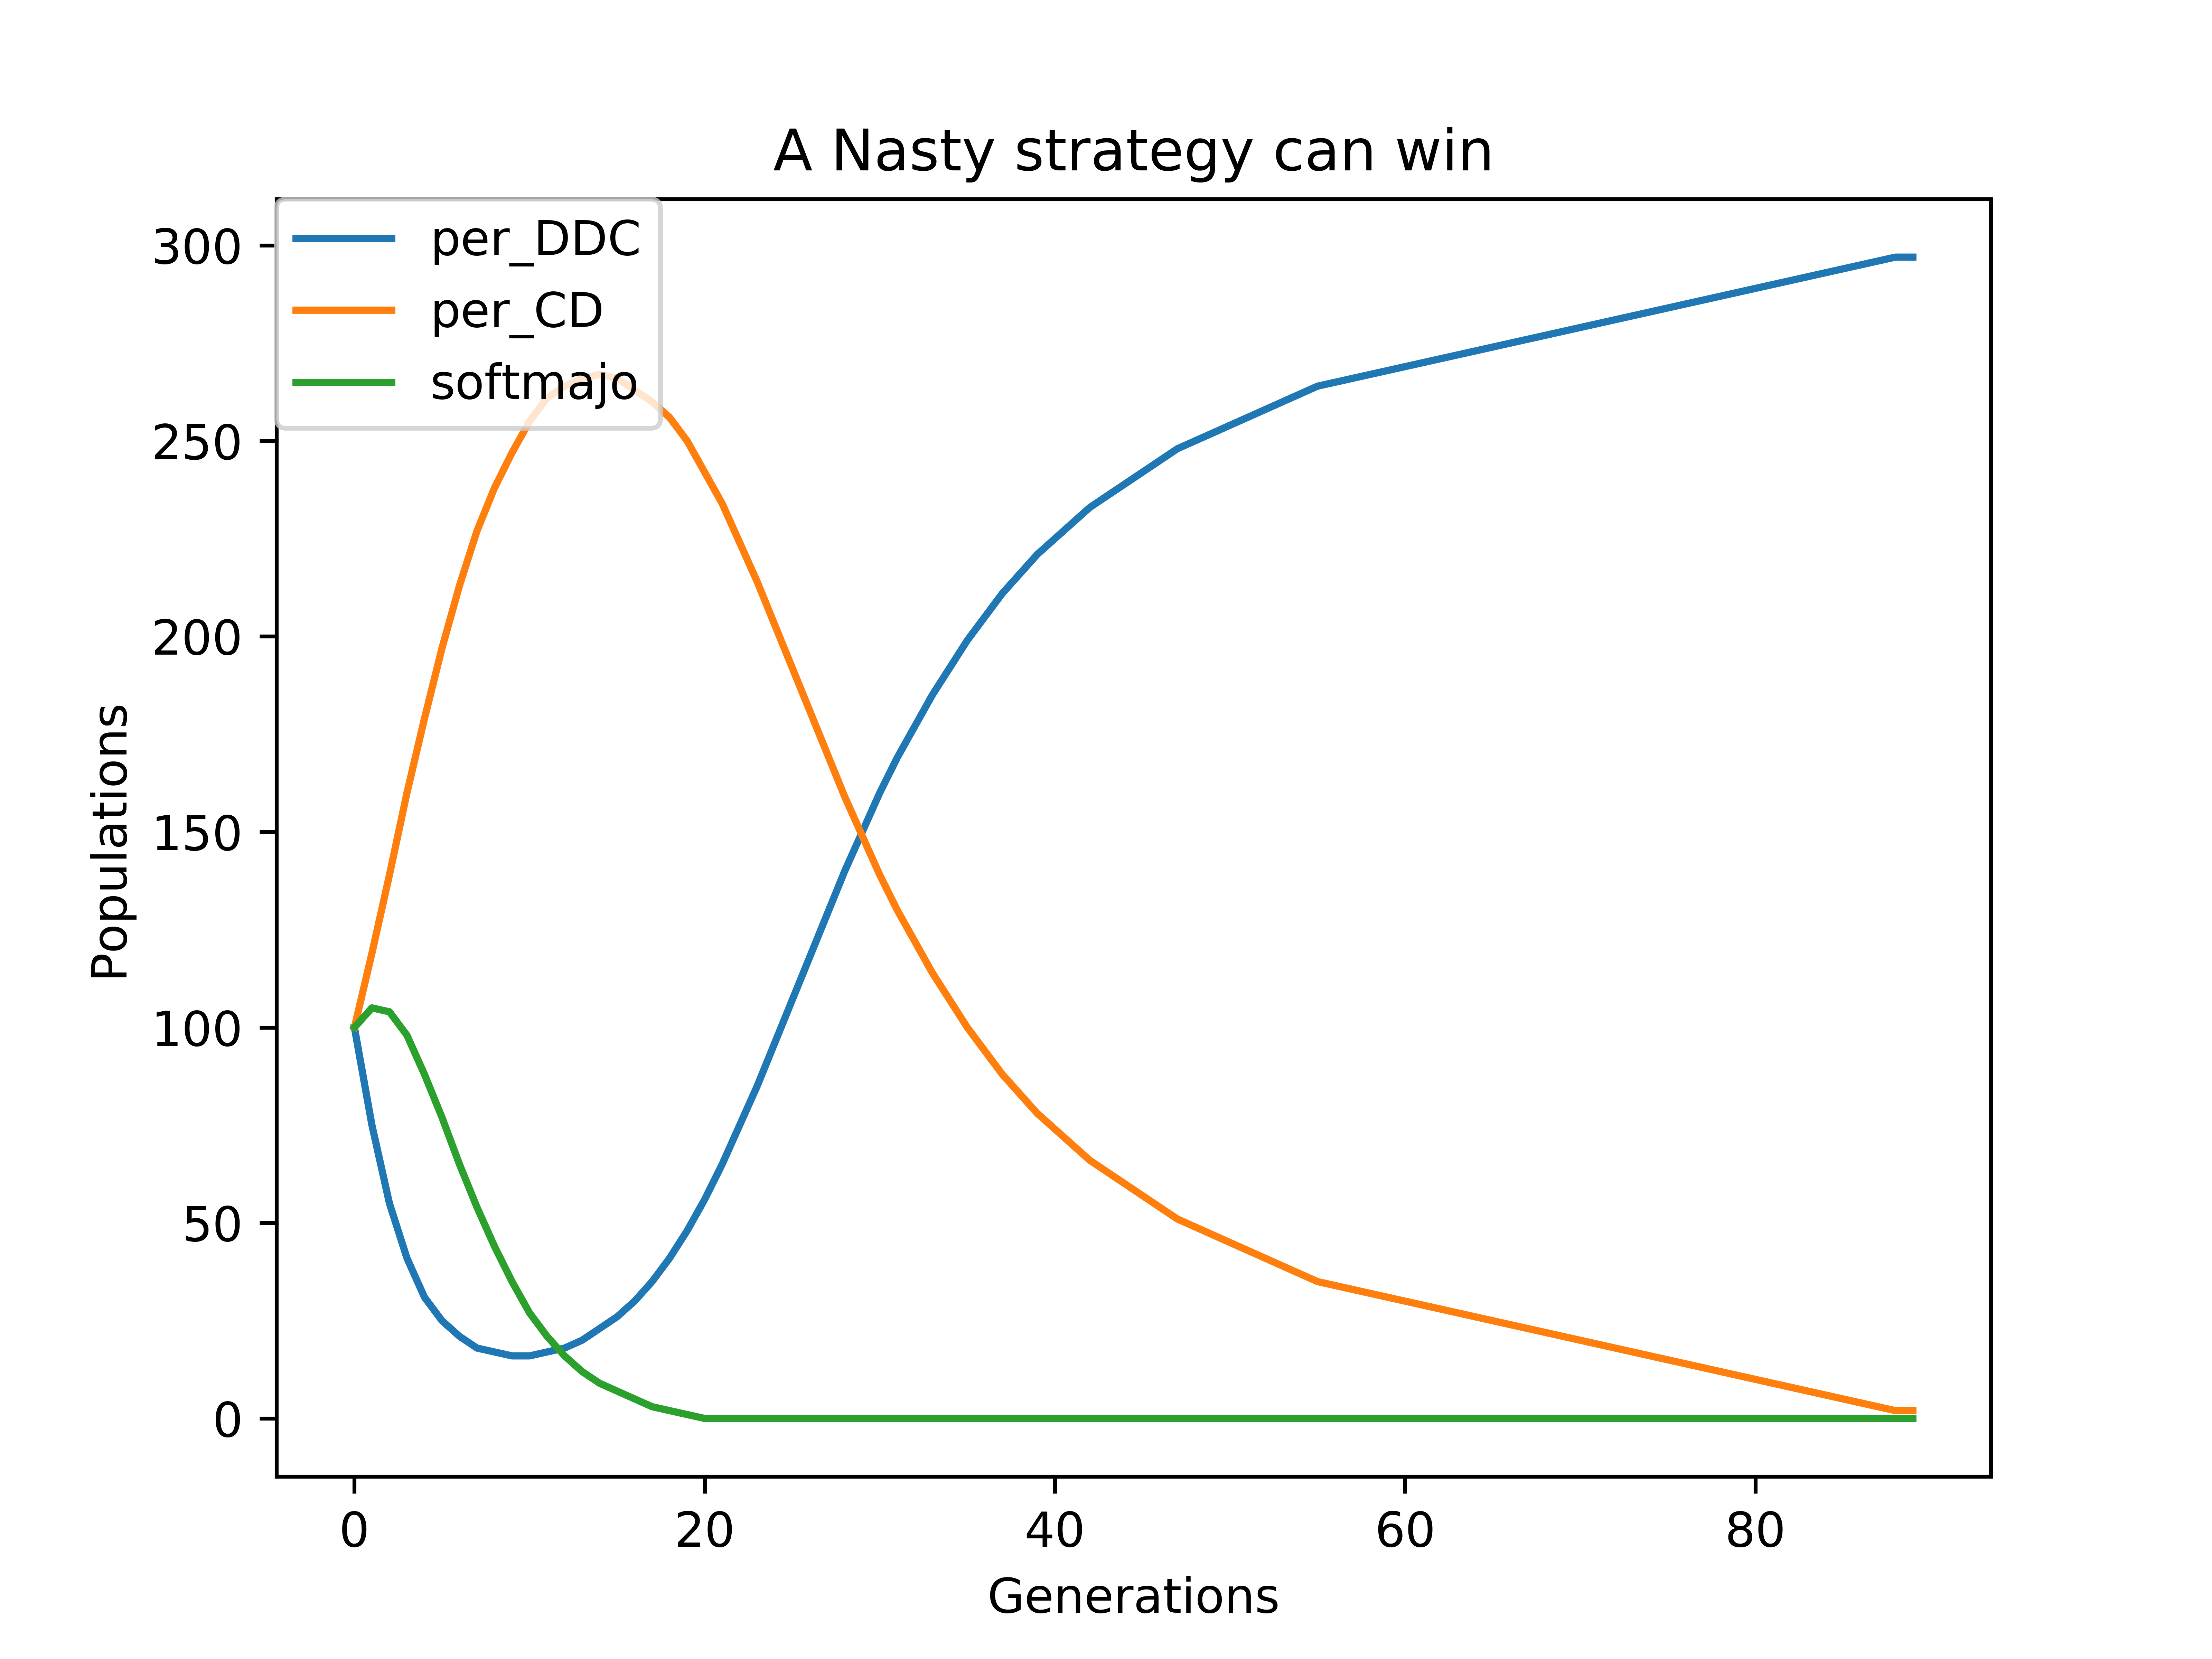 A Nasty strategy can win
per_DDC
per_CD
softmajo
300
250
200
150
100
50
0
Populations
0 20 40 60 80
Generations